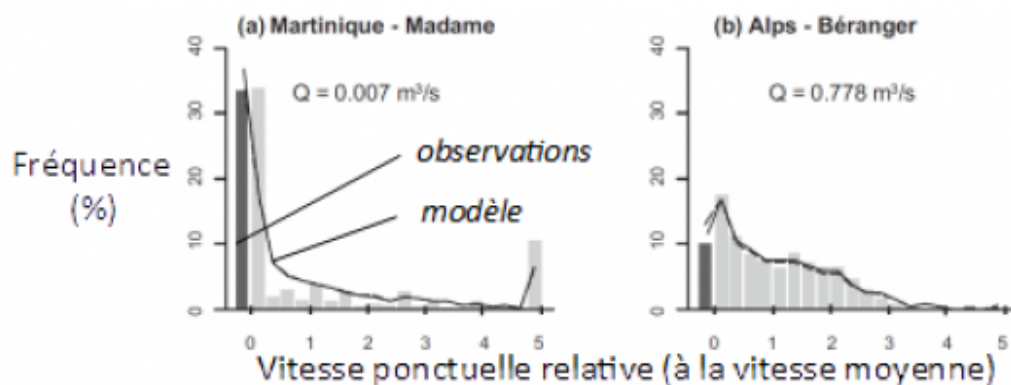 (a) Martinique - Madame
(b) Alps - Béranger
40
30
20
10
0
Q = 0.007 m³/s
40
30
20
10
0
Q = 0.778 m³/s
Fréquence
(%)
observations
modèle
0 1 2 3 4 5
0 1 2 3 4 5
Vitesse ponctuelle relative (à la vitesse moyenne)